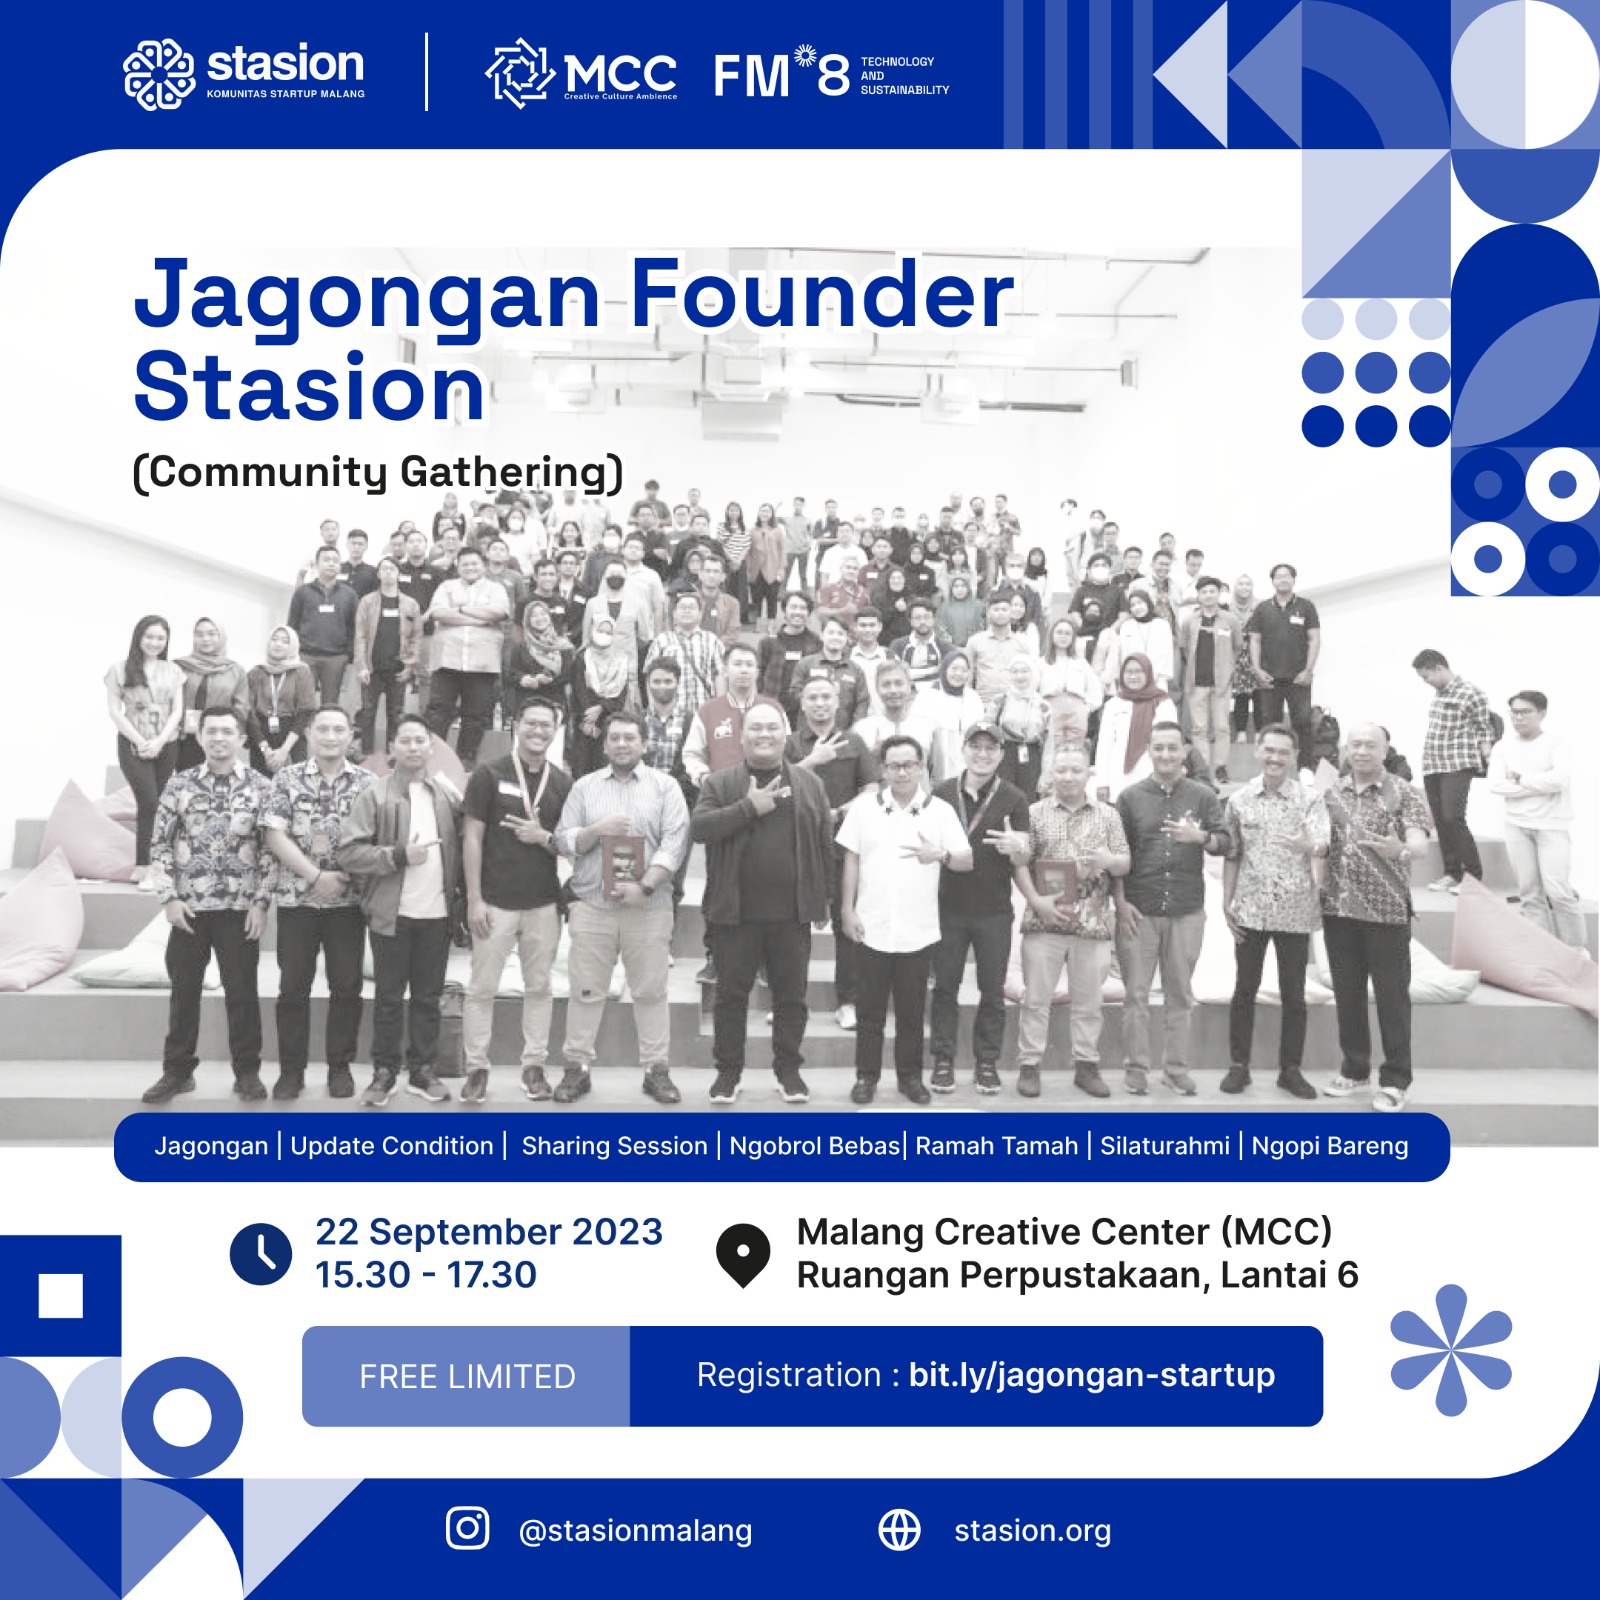 stasion
KOMUNITAS STARTUP MALANG
MCC
Creative Culture Ambience
FM*8
TECHNOLOGY
AND
SUSTAINABILITY
Jagongan Founder
Stasion
(Community Gathering)
Jagongan | Update Condition | Sharing Session | Ngobrol Bebas| Ramah Tamah | Silaturahmi | Ngopi Bareng
22 September 2023
15.30 - 17.30
Malang Creative Center (MCC)
Ruangan Perpustakaan, Lantai 6
FREE LIMITED
Registration : bit.ly/jagongan-startup
@stasionmalang
stasion.org